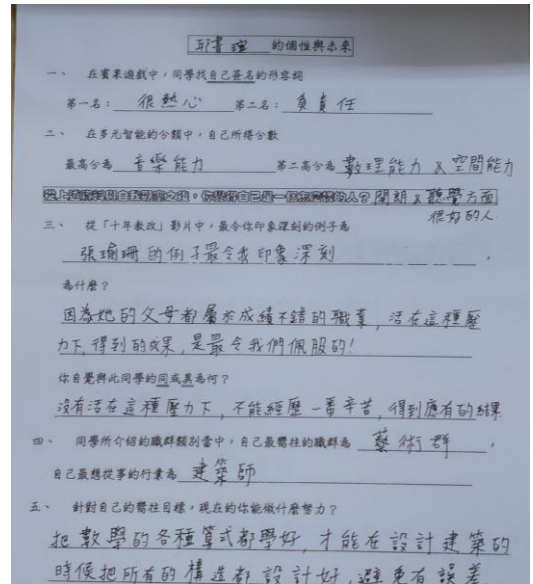 邱書瑄 的個性與未來
一、 在賓果遊戲中,同學找自己簽名的形容詞
第一名: 很熱心 第二名: 負責任
二、 在多元智能的分類中,自己所得分數
最高分為 音樂能力 第二高分為 數理能力 & 空間能力
你覺得自己是一個怎麼樣的人? 開朗 & 聽覺方面
很好的人
三、 從「十年教改」影片中,最令你印象深刻的例子為
張瑜珊的例子最令我印象深刻 。
為什麼?
因為她的父母都屬於成績不錯的職業,活在這種壓
力下,得到的成果,是最令我們佩服的!
你自覺與此同學的同或異為何?
沒有活在這種壓力下,不能經歷一番辛苦,得到應有的結果
四、 同學所介紹的職群類別當中,自己最嚮往的職群為 藝術群 ,
自己最想從事的行業為 建築師
五、 針對自己的嚮往目標,現在的你能做什麼努力?
把數學的各種算式都學好,才能在設計建築的
時候把所有的構造都設計好,避免有誤差